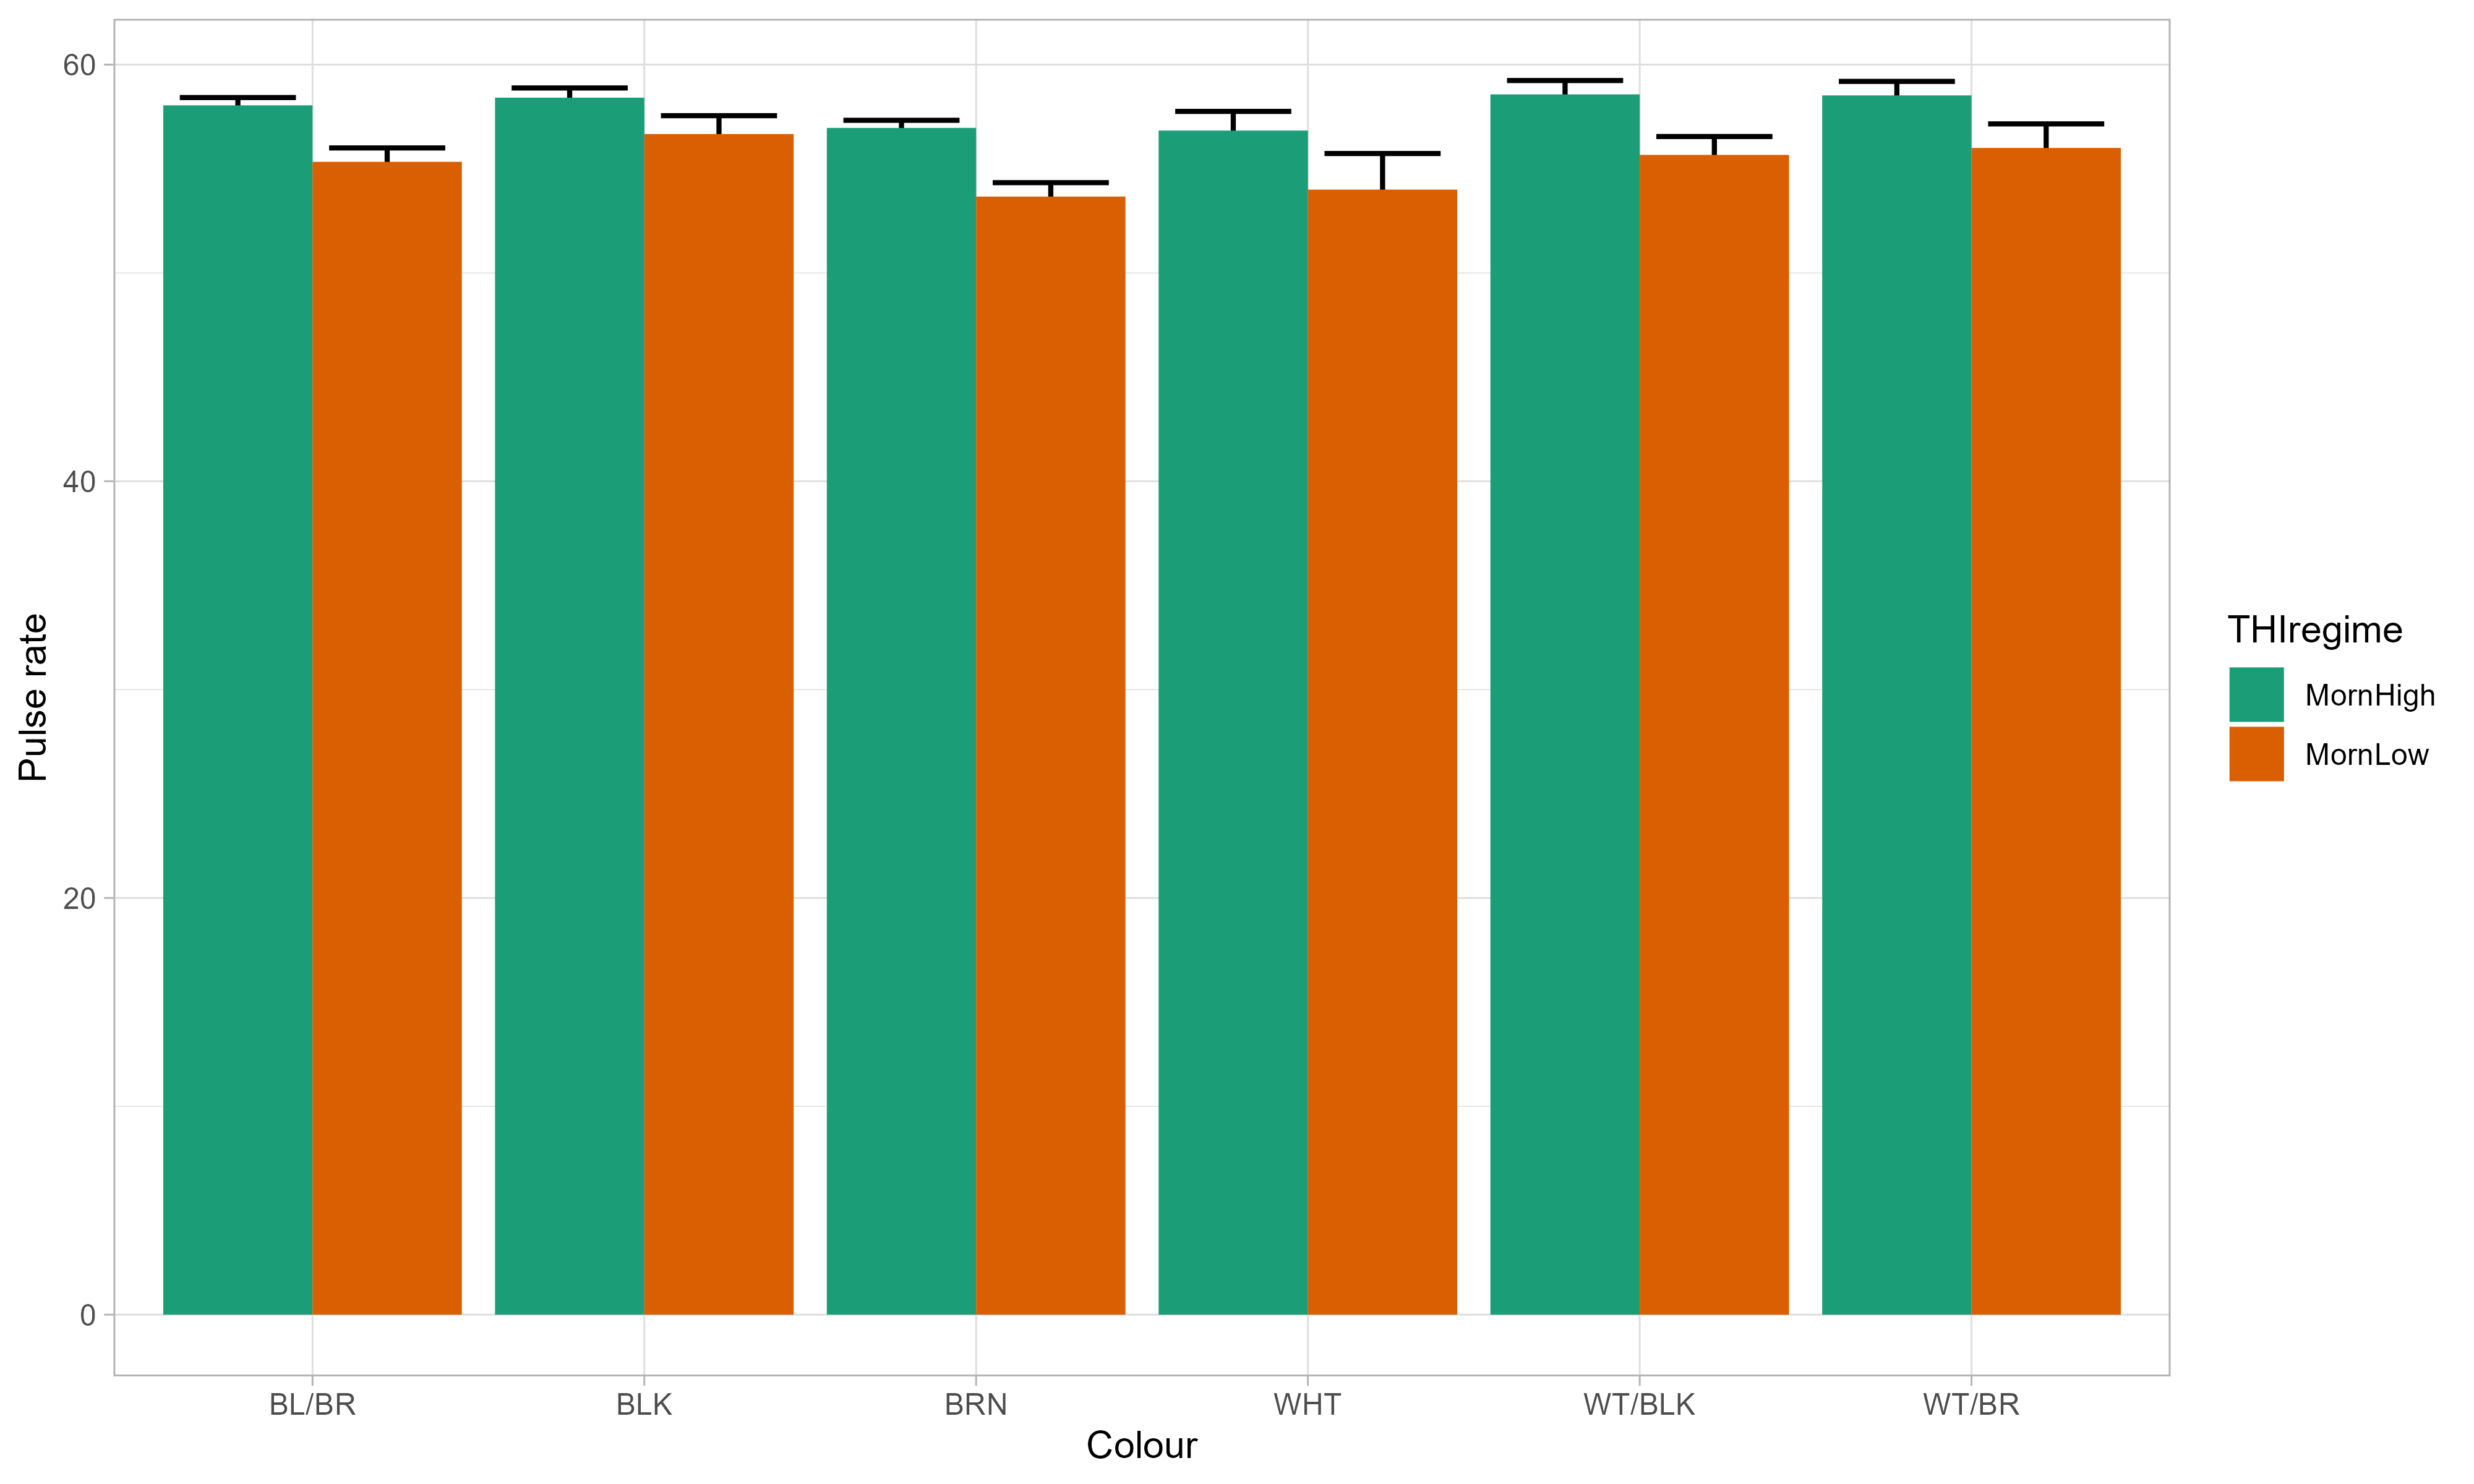 60
40
20
0
Pulse rate
BL/BR BLK BRN WHT WT/BLK WT/BR
Colour
THIregime
MornHigh
MornLow